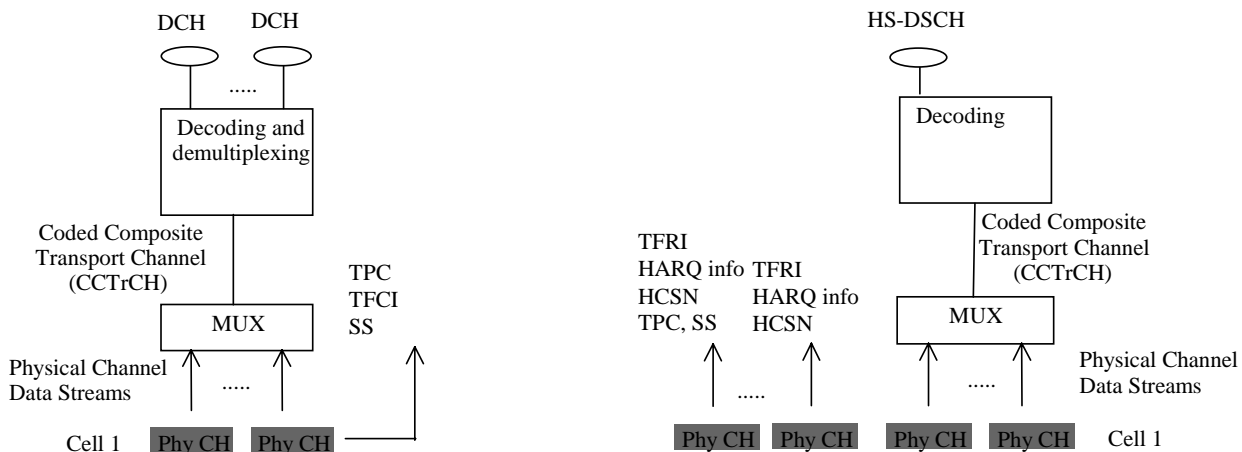 DCH DCH
.....
Decoding and
demultiplexing
Coded Composite
Transport Channel
(CCTrCH)
TPC
TFCI
SS
MUX
Physical Channel
Data Streams
.....
Cell 1 Phy CH Phy CH
HS-DSCH
Decoding
Coded Composite
Transport Channel
(CCTrCH)
TFRI
HARQ info
HCSN
TPC, SS
TFRI
HARQ info
HCSN
MUX
Physical Channel
Data Streams
.....
.....
Phy CH Phy CH Phy CH Phy CH Cell 1